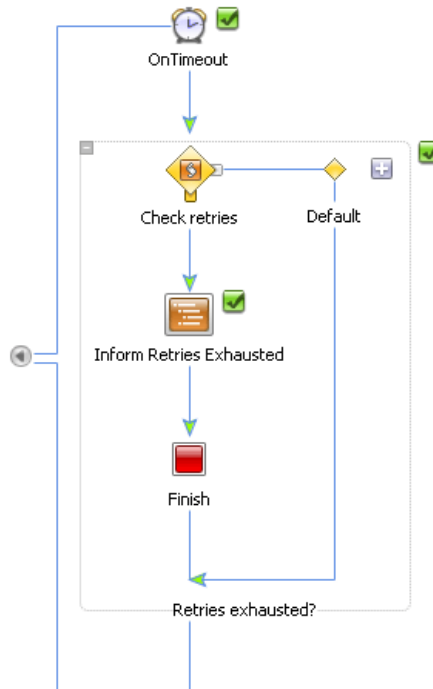 OnTimeout
Check retries
Default
Inform Retries Exhausted
Finish
Retries exhausted?